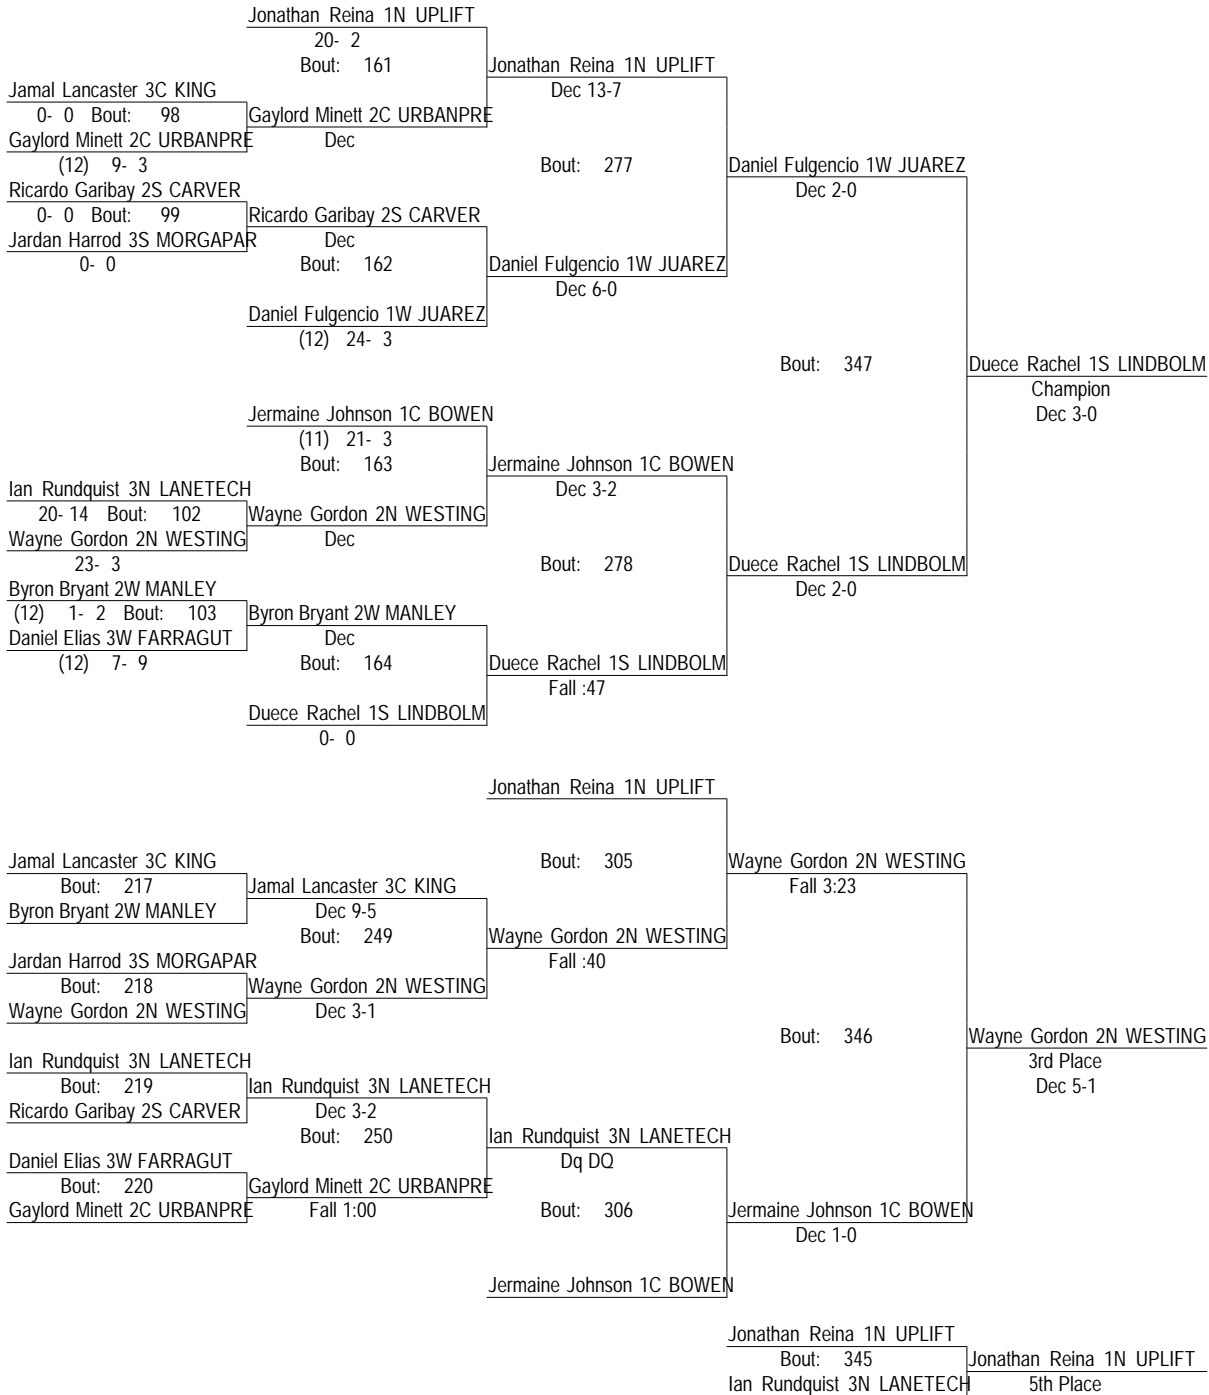 Jonathan Reina 1N UPLIFT
20- 2
Bout: 161
Jonathan Reina 1N UPLIFT
Jamal Lancaster 3C KING
Dec 13-7
0- 0 Bout: 98
Gaylord Minett 2C URBANPRE
Gaylord Minett 2C URBANPRE
Dec
(12) 9- 3
Bout: 277
Daniel Fulgencio 1W JUAREZ
Ricardo Garibay 2S CARVER
Dec 2-0
0- 0 Bout: 99
Ricardo Garibay 2S CARVER
Jardan Harrod 3S MORGAPAR
Dec
0- 0
Bout: 162
Daniel Fulgencio 1W JUAREZ
Dec 6-0
Daniel Fulgencio 1W JUAREZ
(12) 24- 3
Bout: 347
Duece Rachel 1S LINDBOLM
Champion
Dec 3-0
Jermaine Johnson 1C BOWEN
(11) 21- 3
Bout: 163
Jermaine Johnson 1C BOWEN
Ian Rundquist 3N LANETECH
Dec 3-2
20- 14 Bout: 102
Wayne Gordon 2N WESTING
Wayne Gordon 2N WESTING
Dec
23- 3
Bout: 278
Duece Rachel 1S LINDBOLM
Byron Bryant 2W MANLEY
Dec 2-0
(12) 1- 2 Bout: 103
Byron Bryant 2W MANLEY
Daniel Elias 3W FARRAGUT
Dec
(12) 7- 9
Bout: 164
Duece Rachel 1S LINDBOLM
Fall :47
Duece Rachel 1S LINDBOLM
0- 0
Jonathan Reina 1N UPLIFT
Bout: 305
Wayne Gordon 2N WESTING
Jamal Lancaster 3C KING
Fall 3:23
Bout: 217
Jamal Lancaster 3C KING
Byron Bryant 2W MANLEY
Dec 9-5
Bout: 249
Wayne Gordon 2N WESTING
Jardan Harrod 3S MORGAPAR
Fall :40
Bout: 218
Wayne Gordon 2N WESTING
Wayne Gordon 2N WESTING
Dec 3-1
Bout: 346
Wayne Gordon 2N WESTING
Ian Rundquist 3N LANETECH
3rd Place
Bout: 219
Ian Rundquist 3N LANETECH
Dec 5-1
Ricardo Garibay 2S CARVER
Dec 3-2
Bout: 250
Ian Rundquist 3N LANETECH
Daniel Elias 3W FARRAGUT
Dq DQ
Bout: 220
Gaylord Minett 2C URBANPRE
Gaylord Minett 2C URBANPRE
Fall 1:00
Bout: 306
Jermaine Johnson 1C BOWEN
Dec 1-0
Jermaine Johnson 1C BOWEN
Jonathan Reina 1N UPLIFT
Bout: 345
Jonathan Reina 1N UPLIFT
Ian Rundquist 3N LANETECH
5th Place